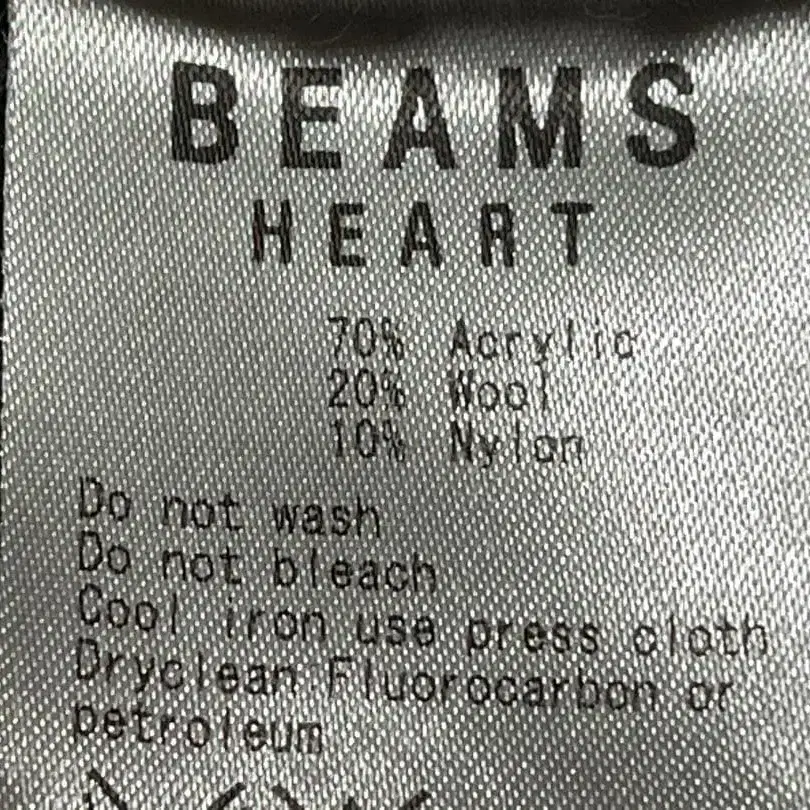 BEAMS
HEART
70% Acrylic
20% Wool
10% Nylon
Do not wash
Do not bleach
Cool iron use press cloth
Dryclean:Fluorocarbon or
petroleum